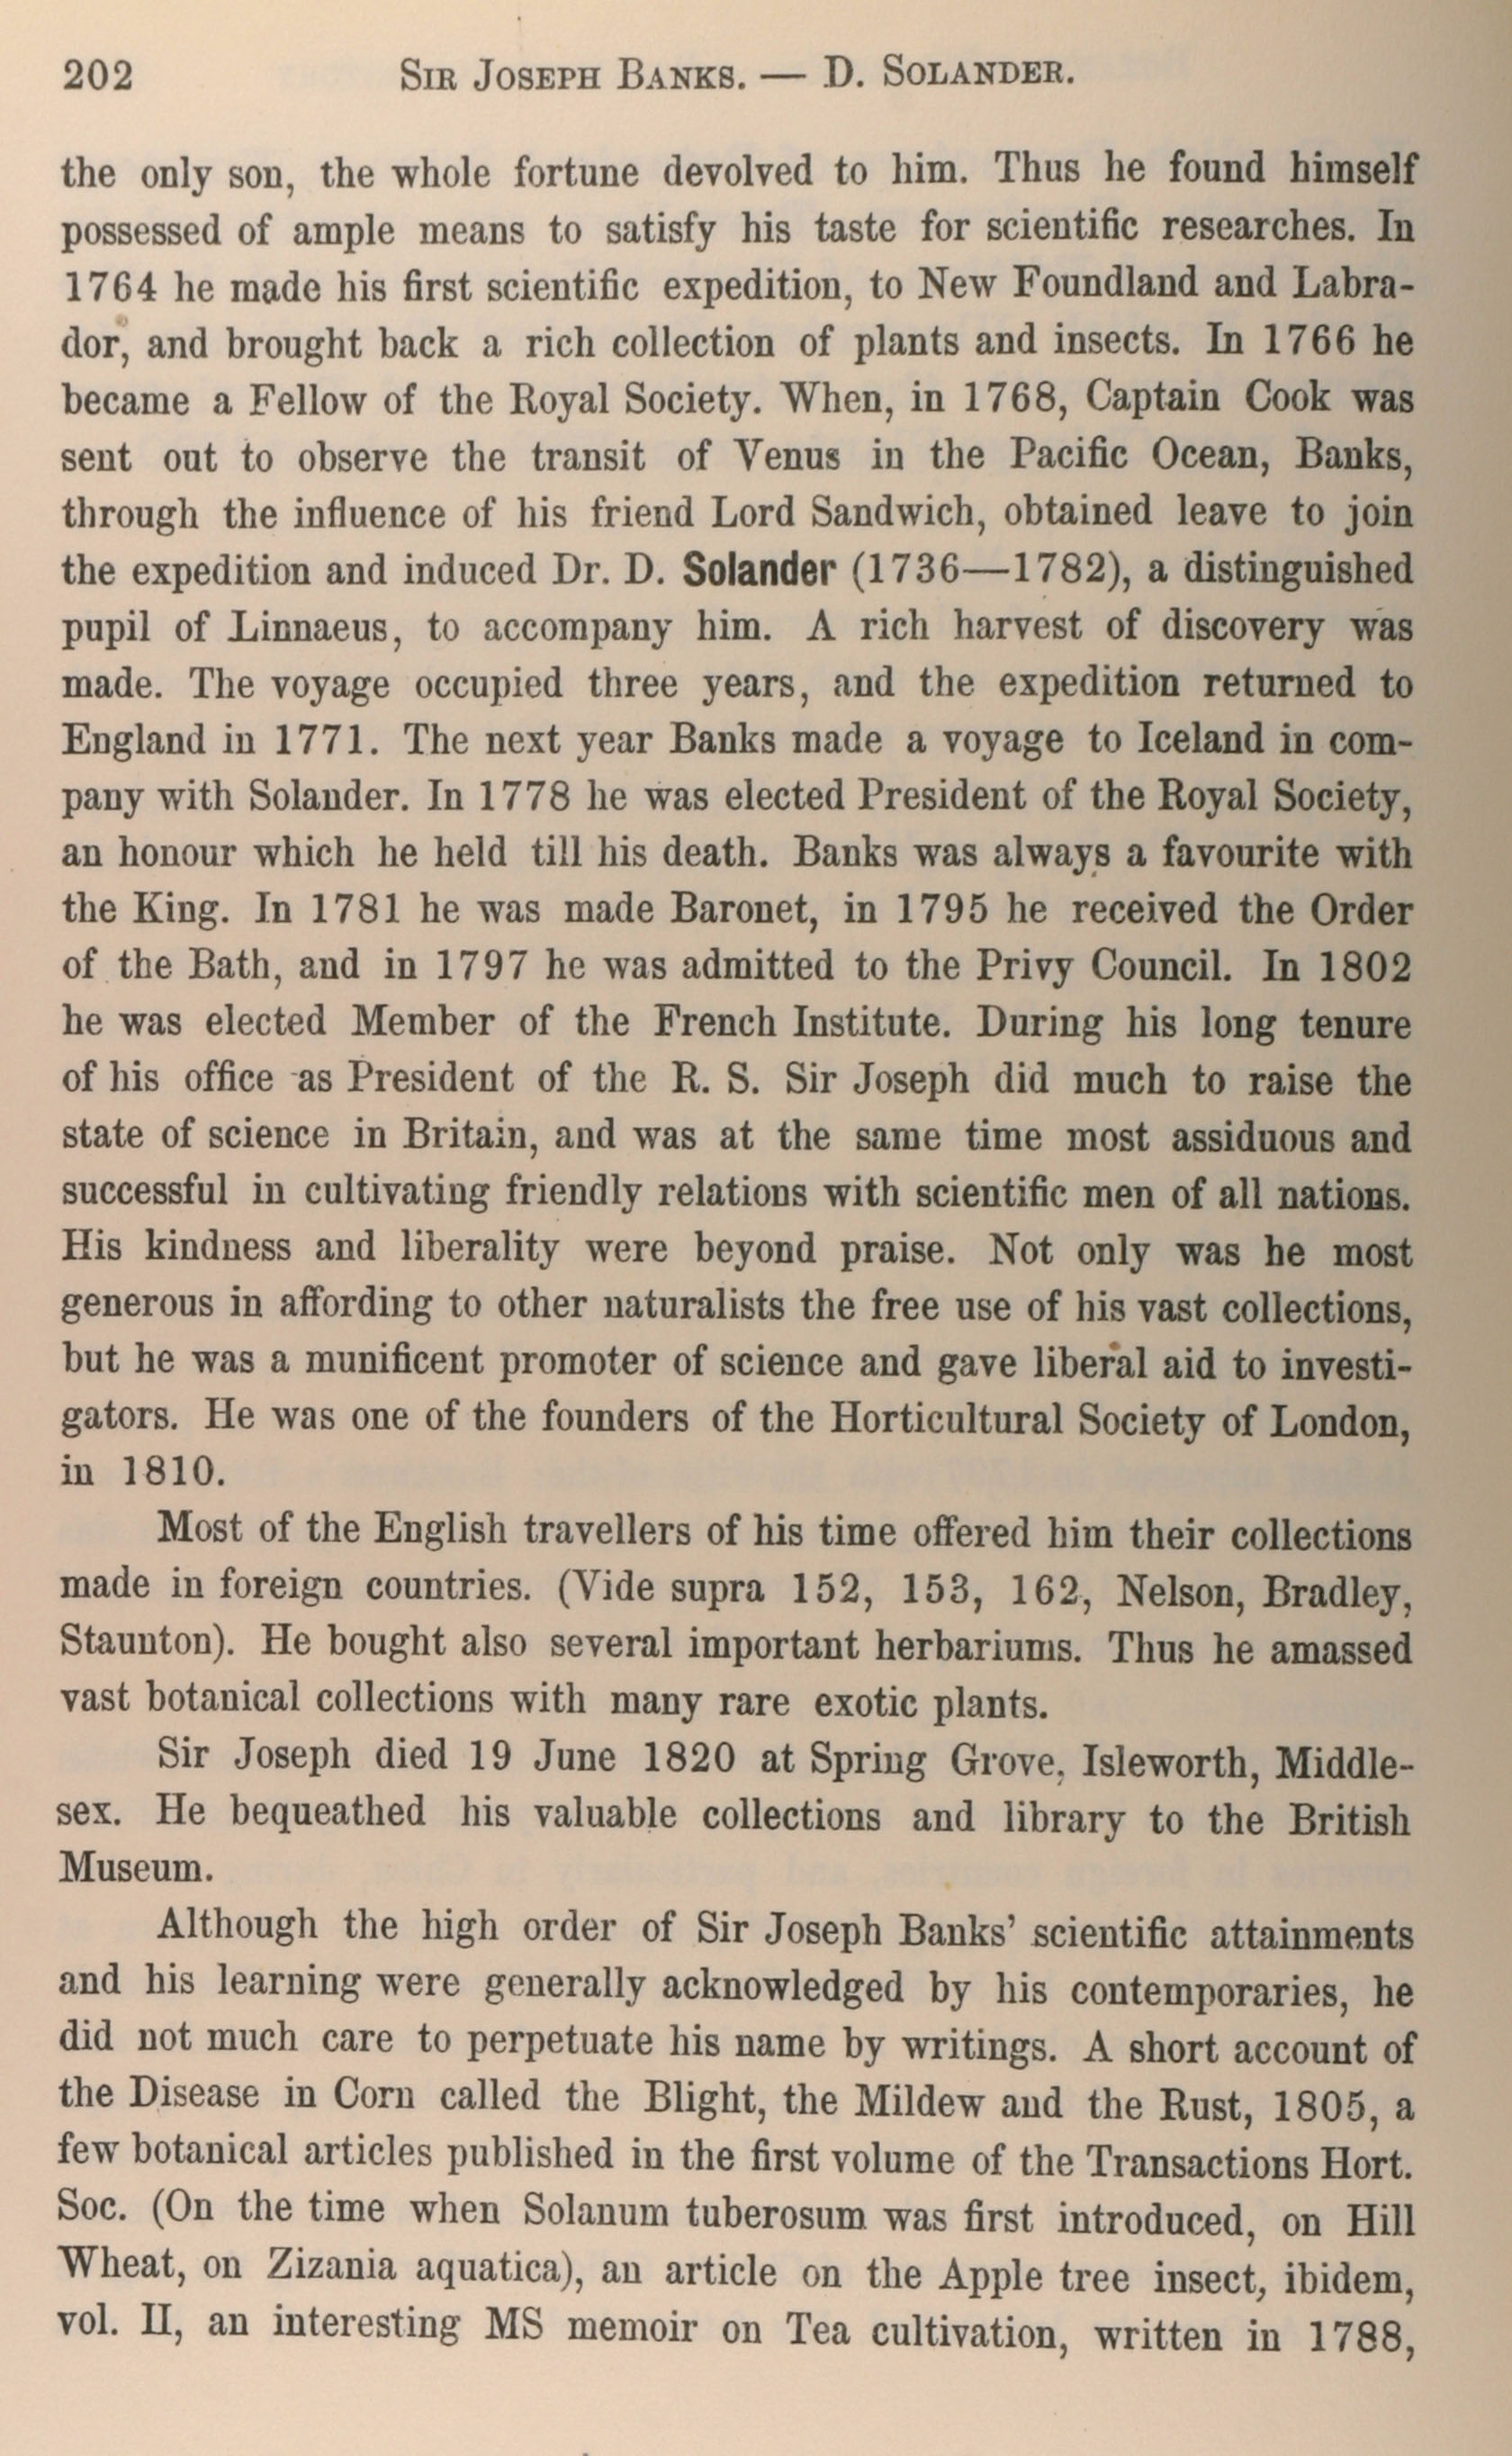 202 SIR JOSEPH BANKS. — D. SOLANDER.
the only son, the whole fortune devolved to him. Thus he found himself
possessed of ample means to satisfy his taste for scientific researches. In
1764 he made his first scientific expedition, to New Foundland and Labra-
dor, and brought back a rich collection of plants and insects. In 1766 he
became a Fellow of the Royal Society. When, in 1768, Captain Cook was
sent out to observe the transit of Venus in the Pacific Ocean, Banks,
through the influence of his friend Lord Sandwich, obtained leave to join
the expedition and induced Dr. D. Solander (1736—1782), a distinguished
pupil of Linnaeus, to accompany him. A rich harvest of discovery was
made. The voyage occupied three years, and the expedition returned to
England in 1771. The next year Banks made a voyage to Iceland in com-
pany with Solander. In 1778 he was elected President of the Royal Society,
an honour which he held till his death. Banks was always a favourite with
the King. In 1781 he was made Baronet, in 1795 he received the Order
of the Bath, and in 1797 he was admitted to the Privy Council. In 1802
he was elected Member of the French Institute. During his long tenure
of his office as President of the R. S. Sir Joseph did much to raise the
state of science in Britain, and was at the same time most assiduous and
successful in cultivating friendly relations with scientific men of all nations.
His kindness and liberality were beyond praise. Not only was he most
generous in affording to other naturalists the free use of his vast collections,
but he was a munificent promoter of science and gave liberal aid to investi-
gators. He was one of the founders of the Horticultural Society of London,
in 1810.
Most of the English travellers of his time offered him their collections
made in foreign countries. (Vide supra 152, 153, 162, Nelson, Bradley,
Staunton). He bought also several important herbariums. Thus he amassed
vast botanical collections with many rare exotic plants.
Sir Joseph died 19 June 1820 at Spring Grove, Isleworth, Middle-
sex. He bequeathed his valuable collections and library to the British
Museum.
Although the high order of Sir Joseph Banks' scientific attainments
and his learning were generally acknowledged by his contemporaries, he
did not much care to perpetuate his name by writings. A short account of
the Disease in Corn called the Blight, the Mildew and the Rust, 1805, a
few botanical articles published in the first volume of the Transactions Hort.
Soc. (On the time when Solanum tuberosum was first introduced, on Hill
Wheat, on Zizania aquatica), an article on the Apple tree insect, ibidem,
vol. II, an interesting MS memoir on Tea cultivation, written in 1788,